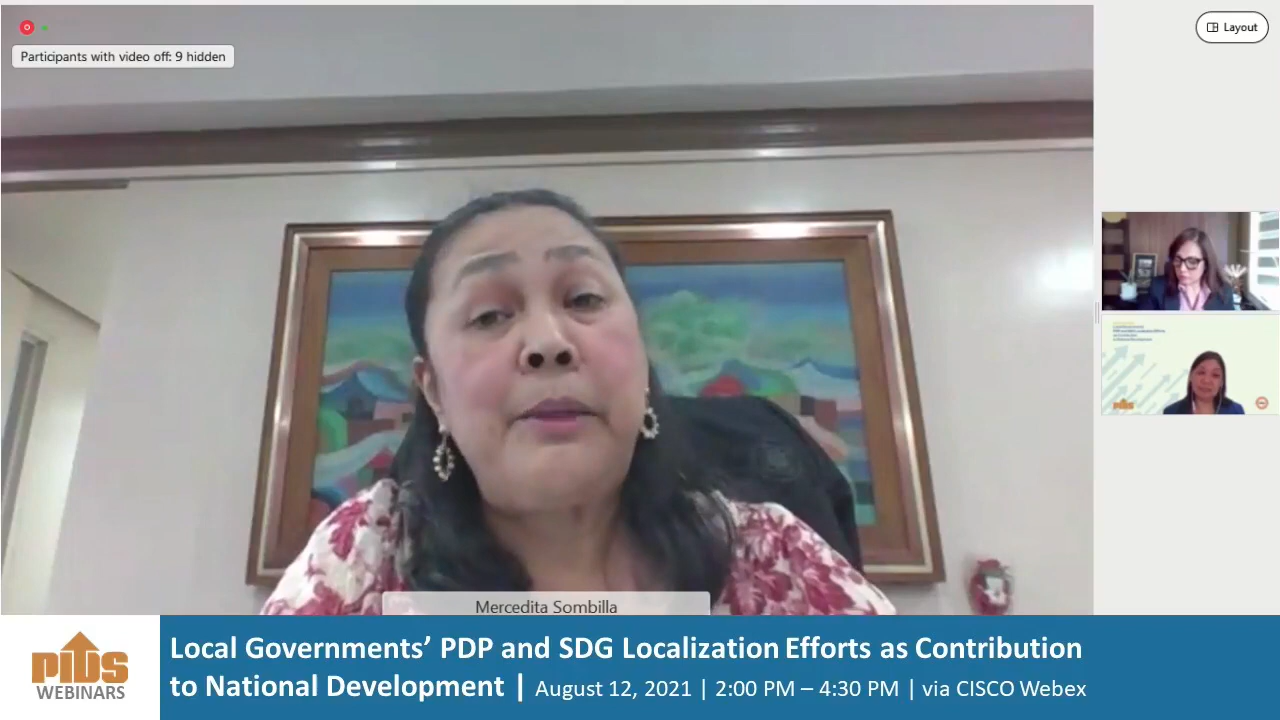 Participants with video off: 9 hidden
Layout
Mercedita Sombilla
PIDS
WEBINARS
Local Governments' PDP and SDG Localization Efforts as Contribution
to National Development | August 12, 2021 | 2:00 PM – 4:30 PM | via CISCO Webex